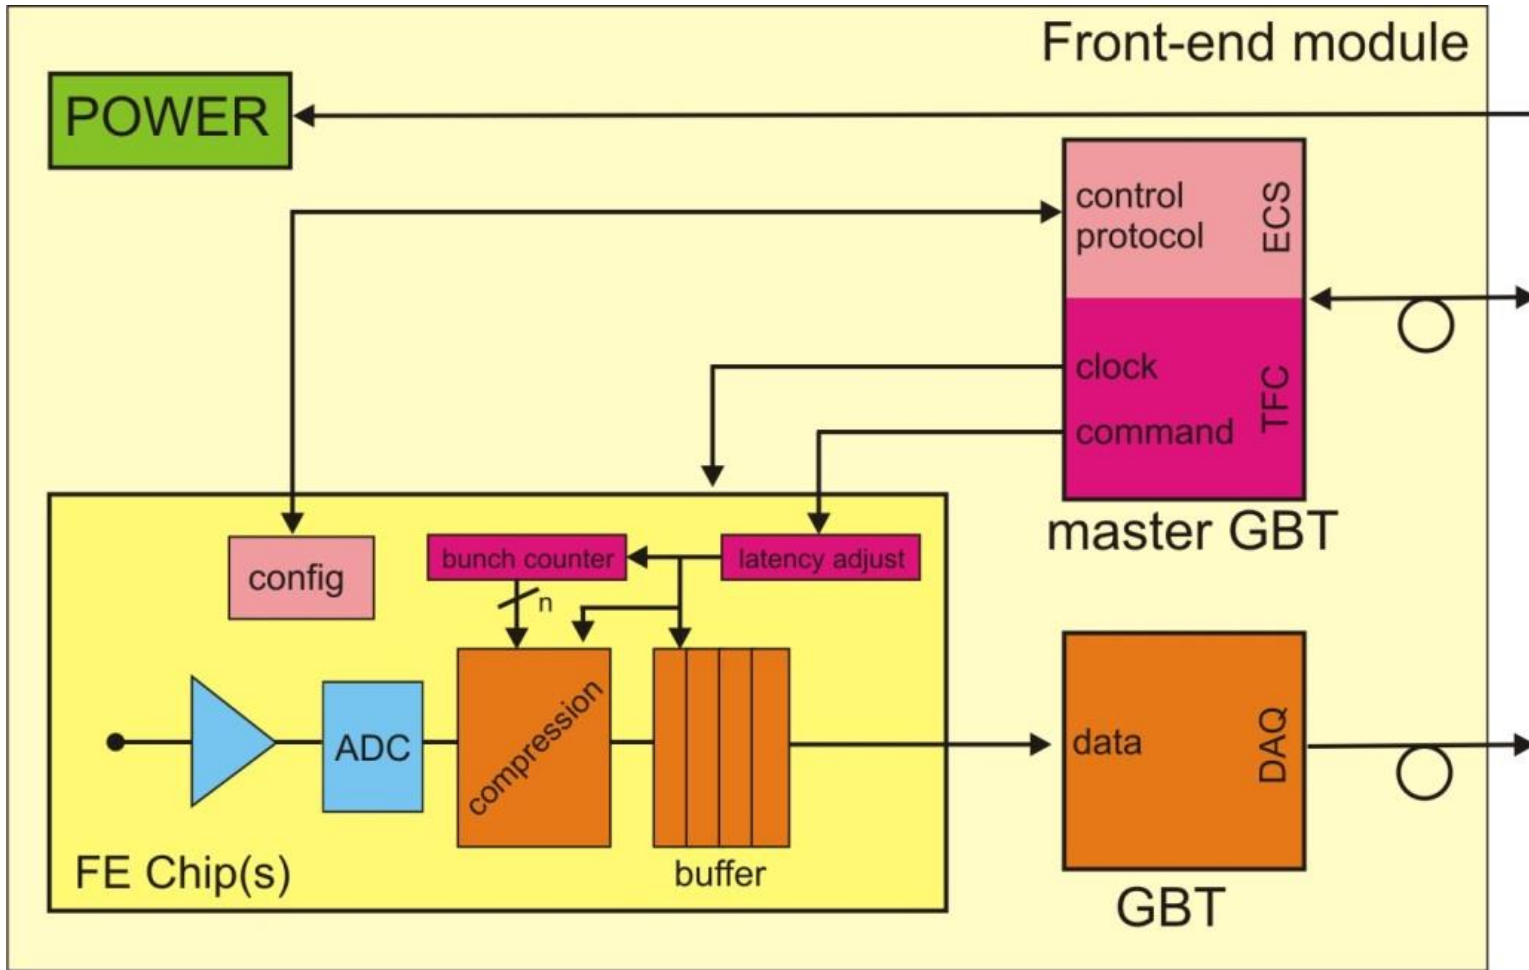 Front-end module
POWER
control
protocol
ECS
clock
command
TFC
master GBT
config
bunch counter
latency adjust
n
ADC
compression
buffer
FE Chip(s)
data
DAQ
GBT